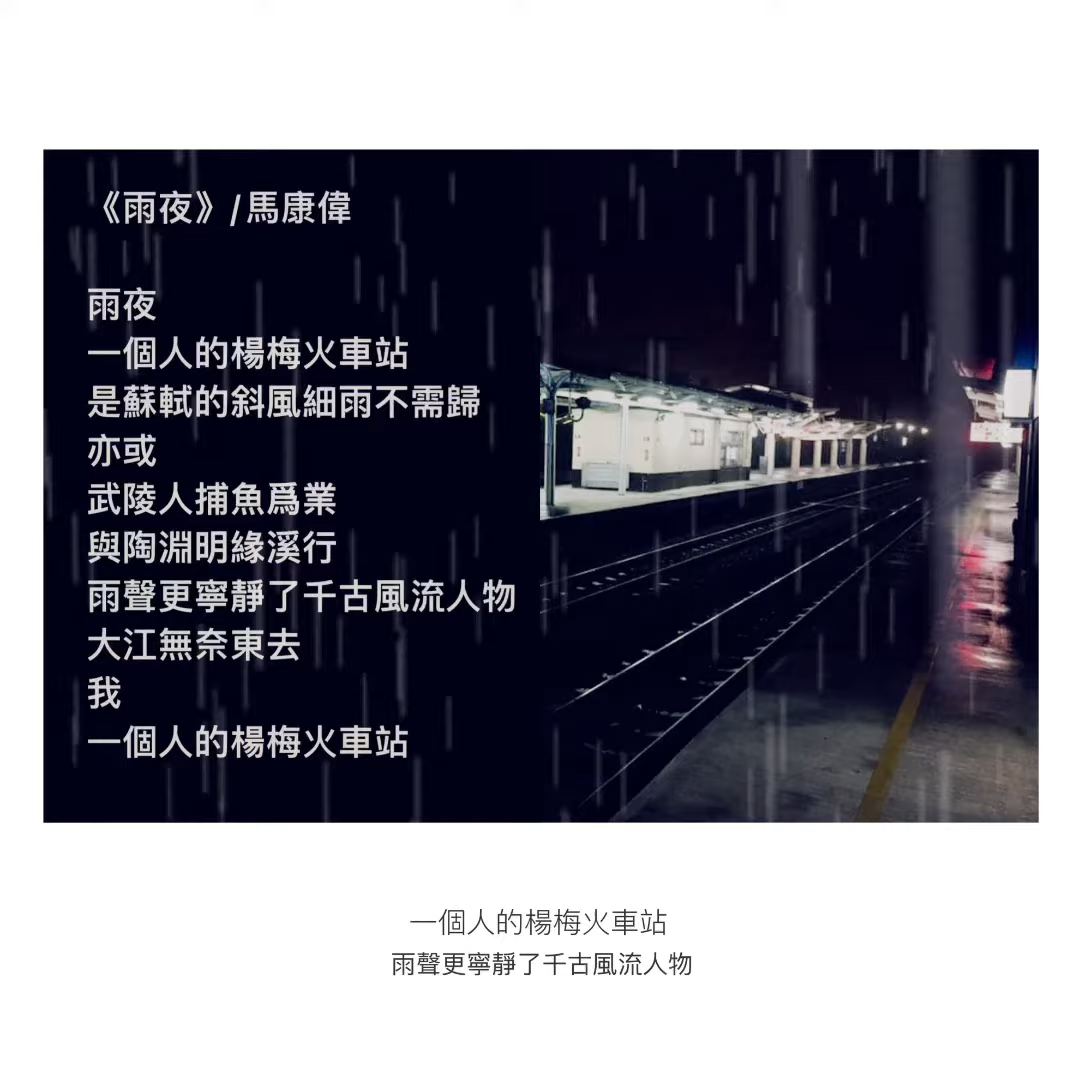 《雨夜》/馬康偉
雨夜
一個人的楊梅火車站
是蘇軾的斜風細雨不需歸
亦或
武陵人捕魚爲業
與陶淵明緣溪行
雨聲更寧靜了千古風流人物
大江無奈東去
我
一個人的楊梅火車站
一個人的楊梅火車站
雨聲更寧靜了千古風流人物